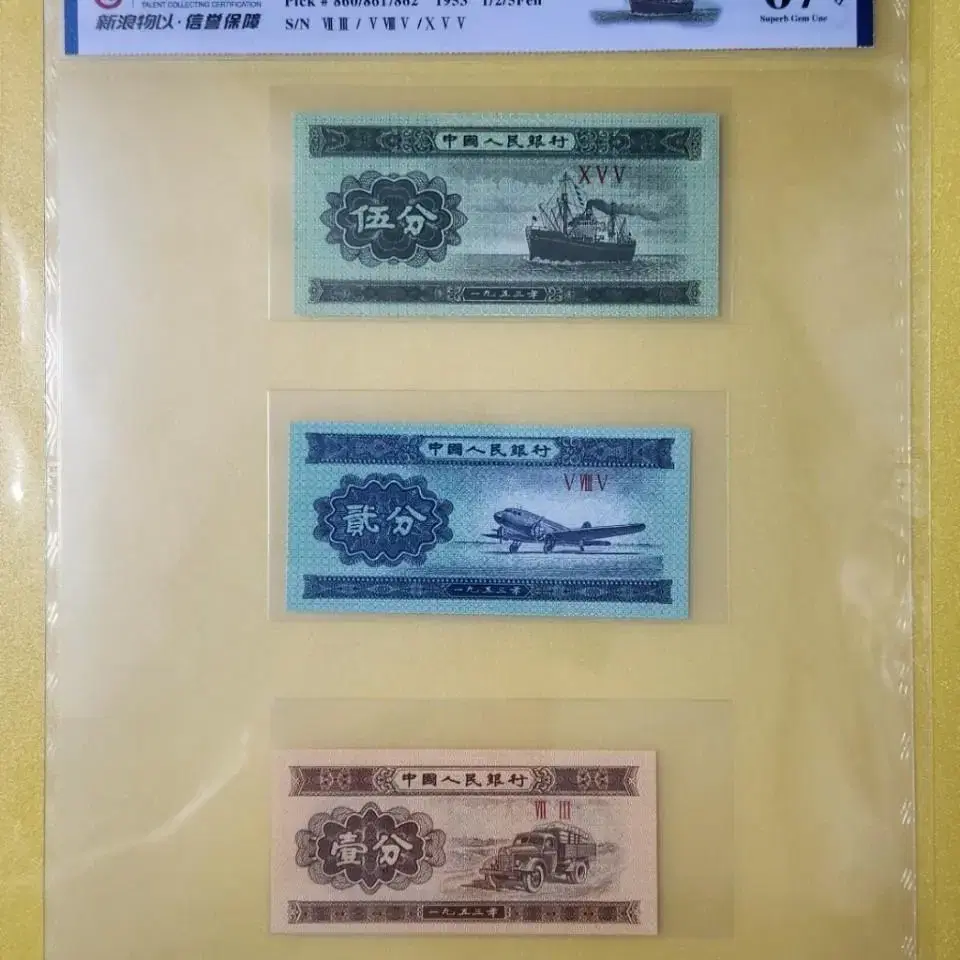 TALENT COLLECTING CERTIFICATION
Pick # 860/861/862 1953 1/2/5Fen
新浪物以·信誉保障
S/N Ⅶ Ⅲ / Ⅴ Ⅷ Ⅴ / Ⅹ Ⅴ Ⅴ
67
Superb Gem Unc
中國人民銀行
Ⅹ Ⅴ Ⅴ
伍分
一九五三年
中國人民銀行
Ⅴ Ⅷ Ⅴ
貳分
一九五三年
中國人民銀行
Ⅶ Ⅲ
壹分
一九五三年